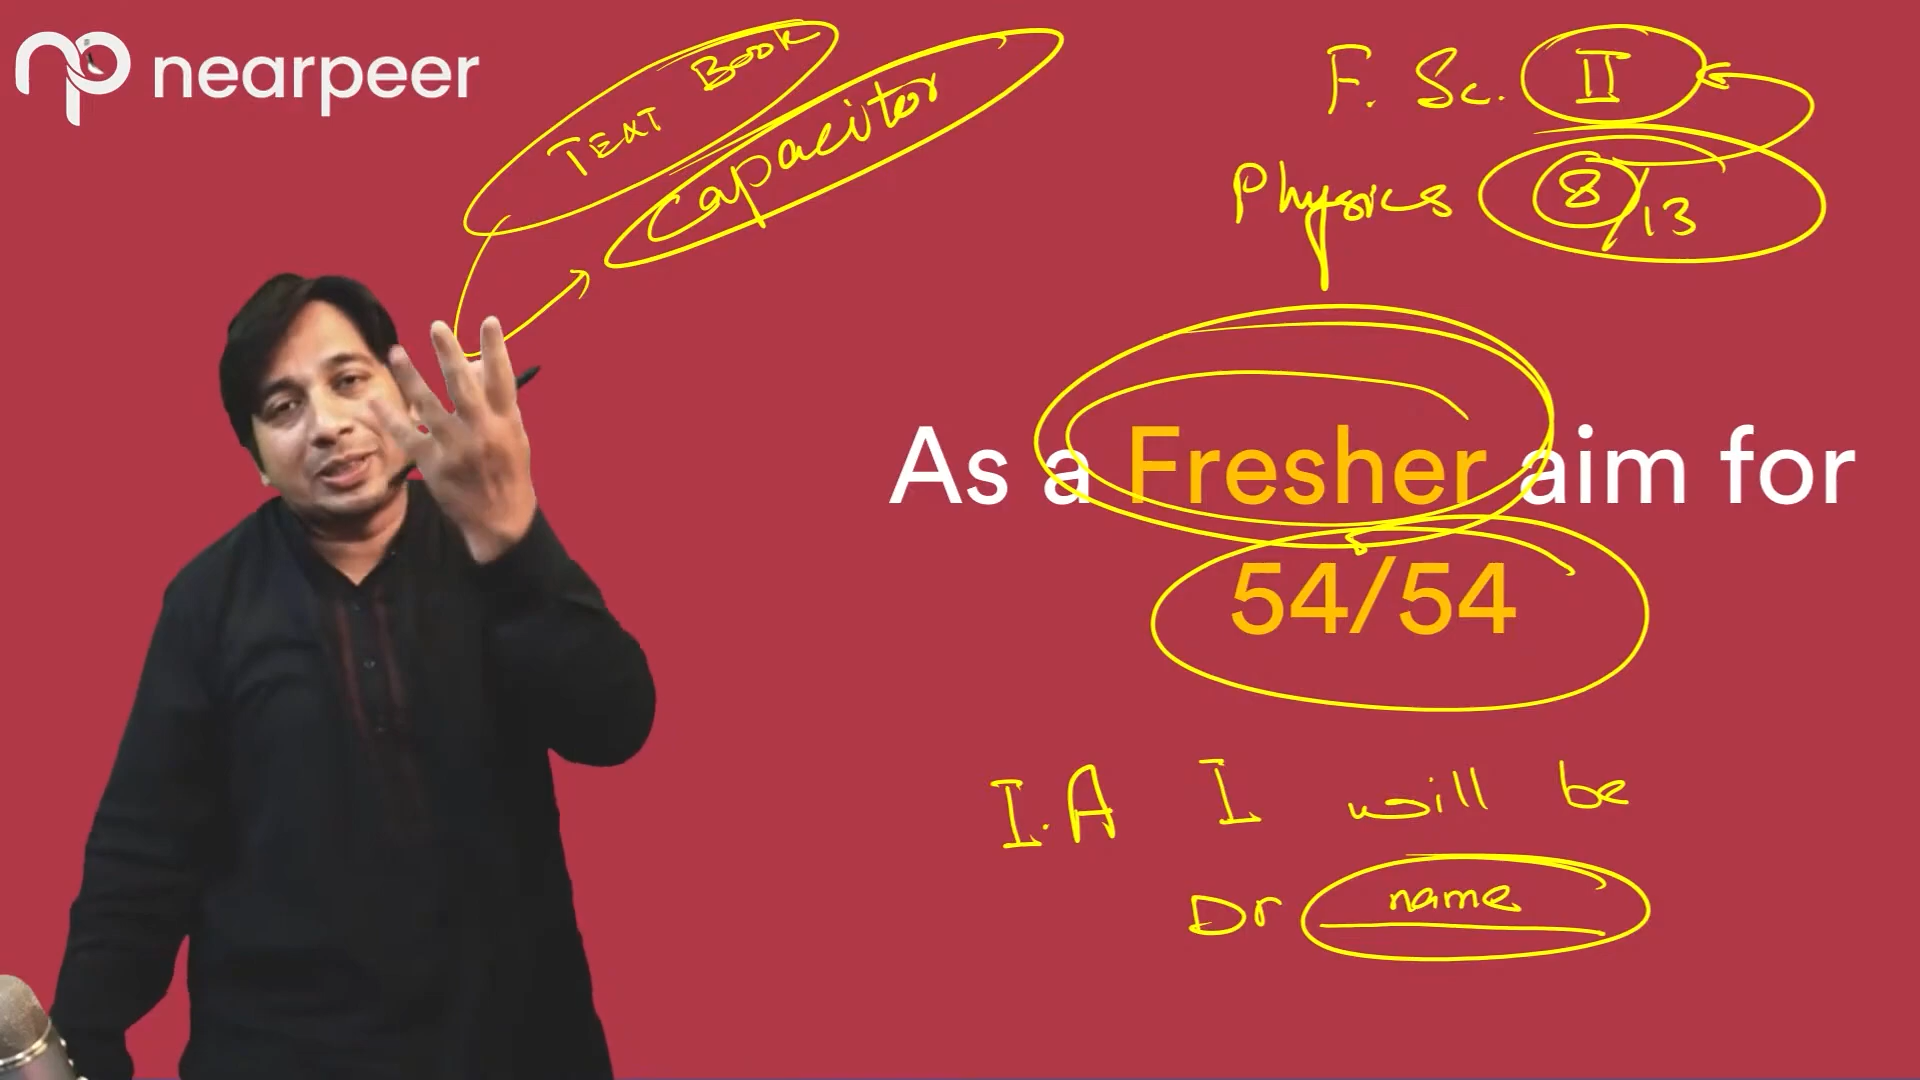 nearpeer
TEXT BOOK
capacitor
F. Sc. II
Physics 8/13
As a Fresher aim for
54/54
I.A I will be
Dr name